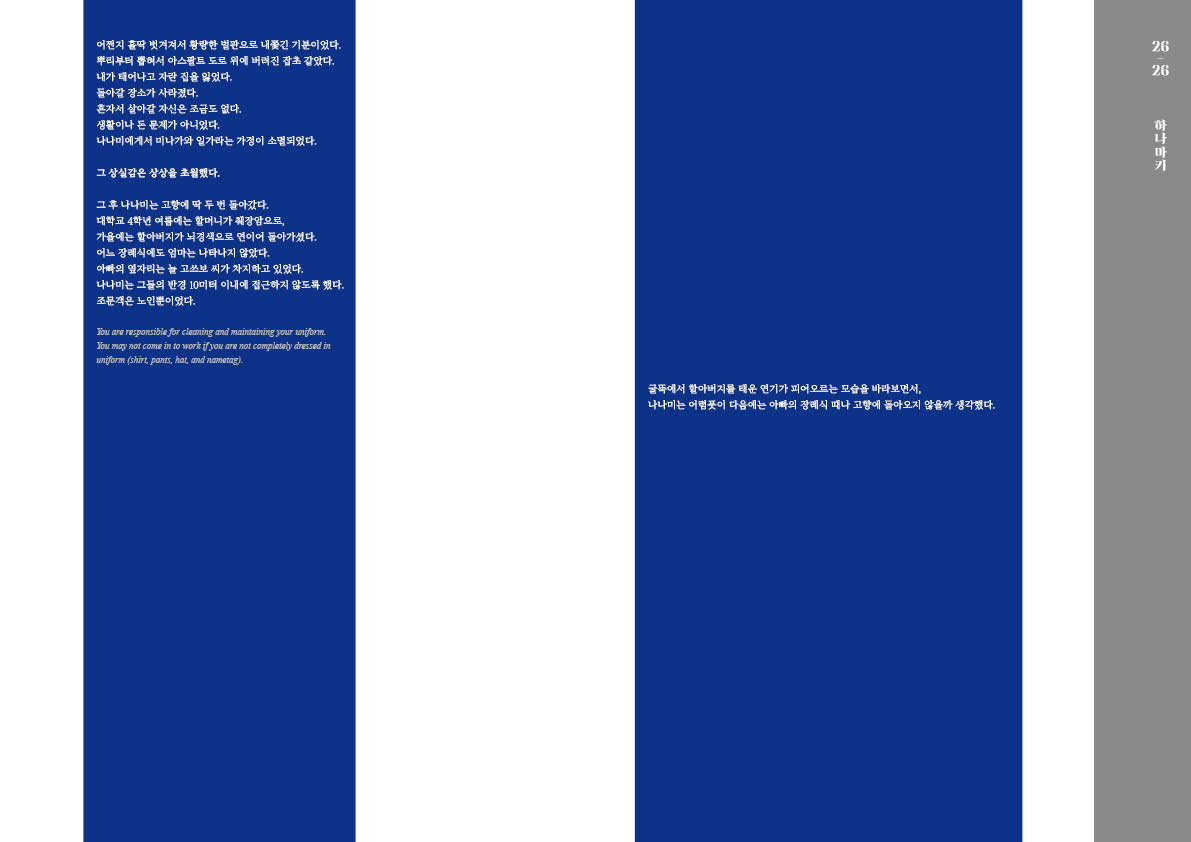 어쩐지 홀딱 벗겨져서 황량한 벌판으로 내쫓긴 기분이었다.
뿌리부터 뽑혀서 아스팔트 도로 위에 버려진 잡초 같았다.
내가 태어나고 자란 집을 잃었다.
돌아갈 장소가 사라졌다.
혼자서 살아갈 자신은 조금도 없다.
생활이나 돈 문제가 아니었다.
나나미에게서 미나가와 일가라는 가정이 소멸되었다.
그 상실감은 상상을 초월했다.
그 후 나나미는 고향에 딱 두 번 돌아갔다.
대학교 4학년 여름에는 할머니가 췌장암으로,
가을에는 할아버지가 뇌경색으로 연이어 돌아가셨다.
어느 장례식에도 엄마는 나타나지 않았다.
아빠의 옆자리는 늘 고쓰보 씨가 차지하고 있었다.
나나미는 그들의 반경 10미터 이내에 접근하지 않도록 했다.
조문객은 노인뿐이었다.
You are responsible for cleaning and maintaining your uniform.
You may not come in to work if you are not completely dressed in
uniform (shirt, pants, hat, and nametag).
굴뚝에서 할아버지를 태운 연기가 피어오르는 모습을 바라보면서,
나나미는 어렴풋이 다음에는 아빠의 장례식 때나 고향에 돌아오지 않을까 생각했다.
26
–
26
하나마키